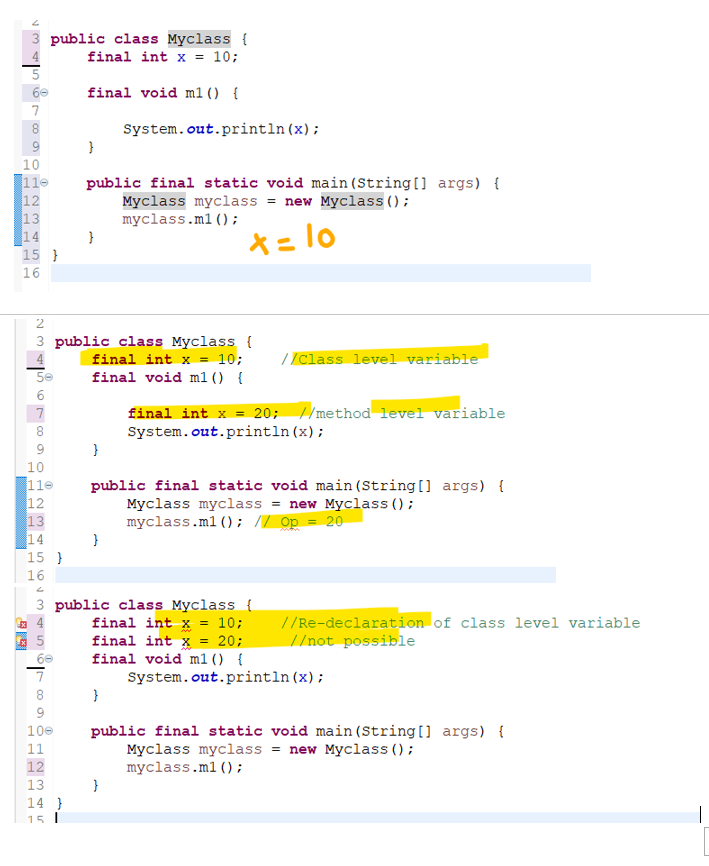 2
3 public class Myclass {
4 final int x = 10;
5
6 final void m1() {
7
8 System.out.println(x);
9 }
10
11 public final static void main(String[] args) {
12 Myclass myclass = new Myclass();
13 myclass.m1();
14 }
x = 10
15 }
16
2
3 public class Myclass {
4 final int x = 10; //Class level variable
5 final void m1() {
6
7 final int x = 20; //method level variable
8 System.out.println(x);
9 }
10
11 public final static void main(String[] args) {
12 Myclass myclass = new Myclass();
13 myclass.m1(); // Op = 20
14 }
15 }
16
2
3 public class Myclass {
4 final int x = 10; //Re-declaration of class level variable
5 final int x = 20; //not possible
6 final void m1() {
7 System.out.println(x);
8 }
9
10 public final static void main(String[] args) {
11 Myclass myclass = new Myclass();
12 myclass.m1();
13 }
14 }
15